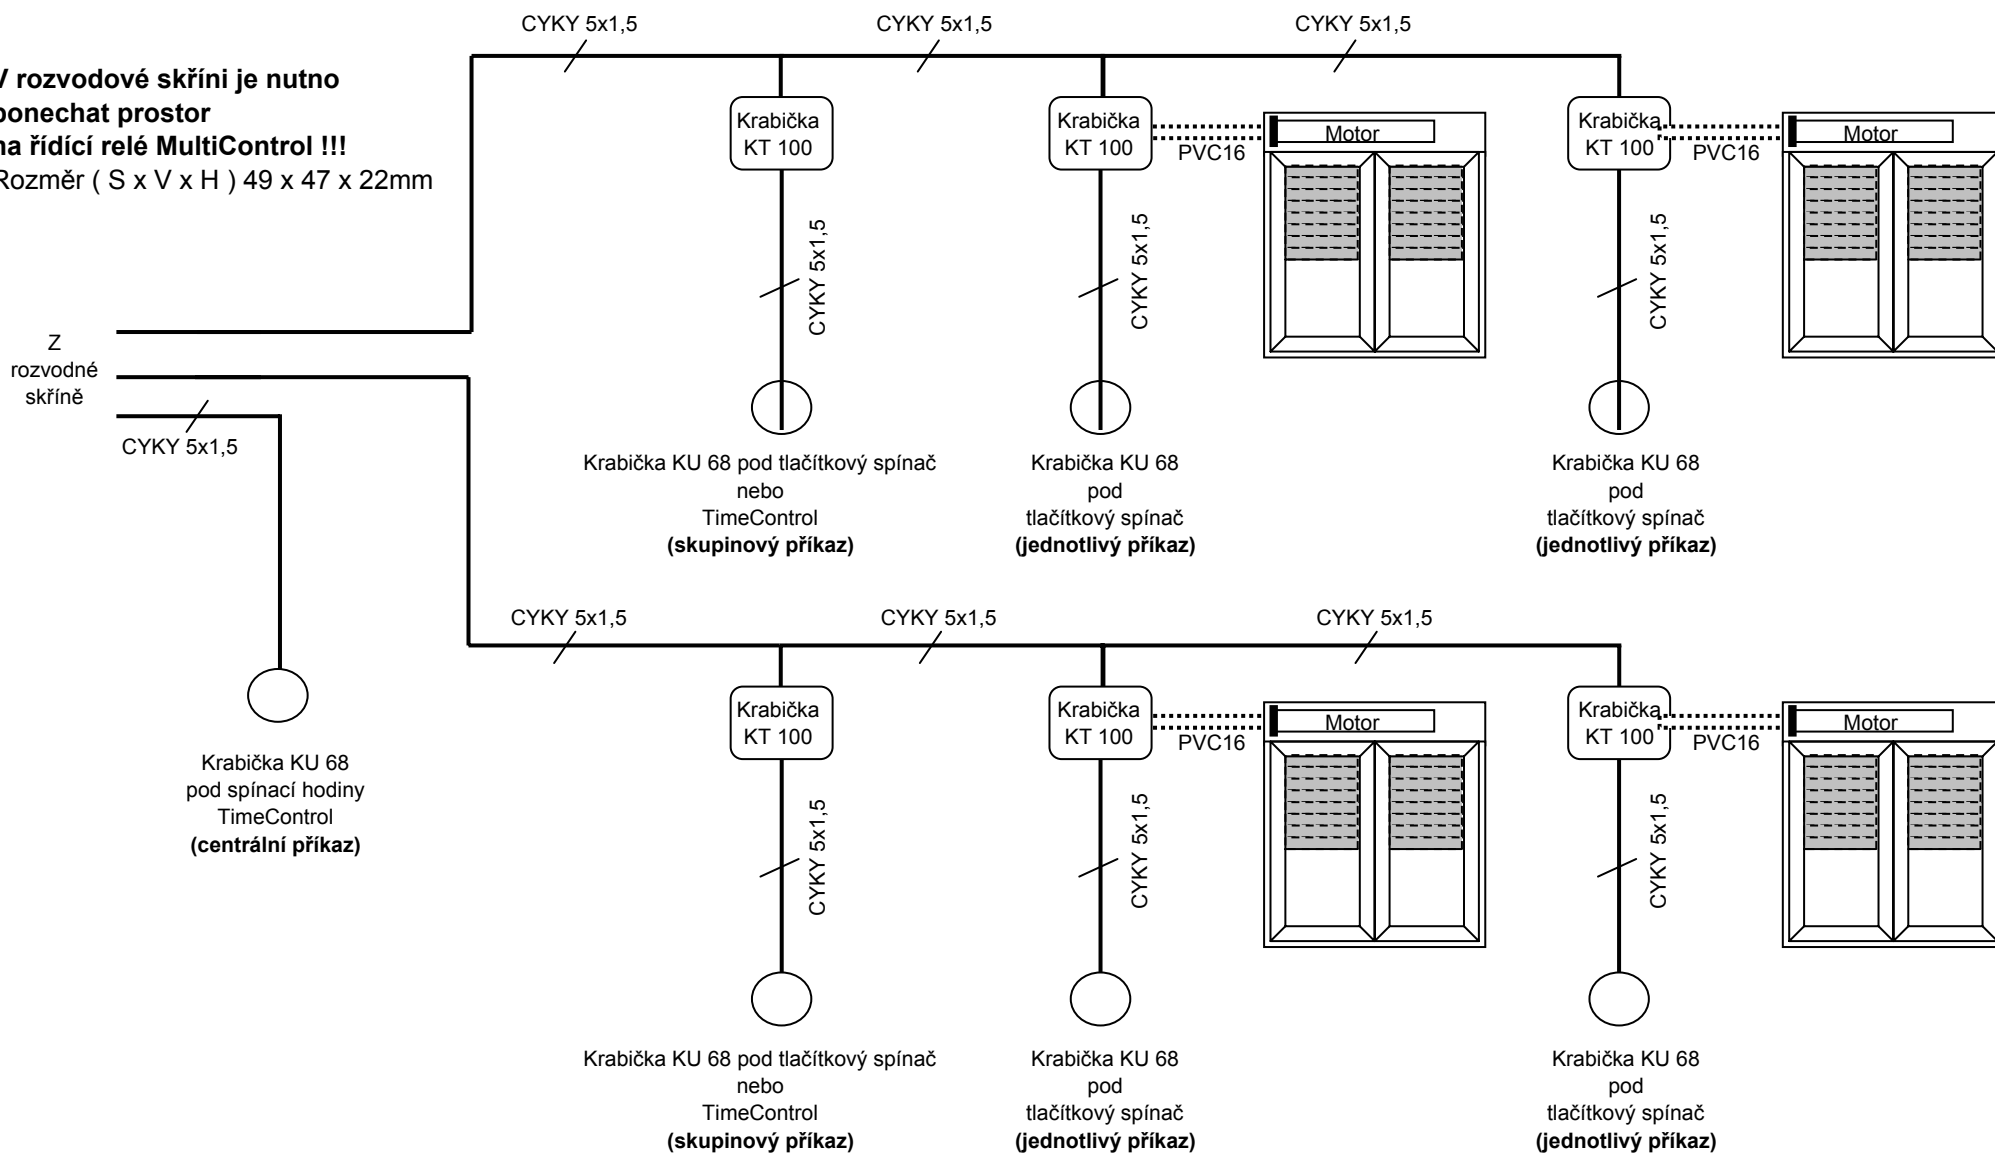 CYKY 5x1,5
CYKY 5x1,5
CYKY 5x1,5
V rozvodové skříni je nutno
ponechat prostor
na řídící relé MultiControl !!!
Rozměr ( S x V x H ) 49 x 47 x 22mm
Krabička
KT 100
Krabička
KT 100
PVC16
Motor
Krabička
KT 100
PVC16
Motor
CYKY 5x1,5
CYKY 5x1,5
CYKY 5x1,5
Z
rozvodné
skříně
CYKY 5x1,5
Krabička KU 68 pod tlačítkový spínač
nebo
TimeControl
(skupinový příkaz)
Krabička KU 68
pod
tlačítkový spínač
(jednotlivý příkaz)
Krabička KU 68
pod
tlačítkový spínač
(jednotlivý příkaz)
CYKY 5x1,5
CYKY 5x1,5
CYKY 5x1,5
Krabička
KT 100
Krabička
KT 100
PVC16
Motor
Krabička
KT 100
PVC16
Motor
Krabička KU 68
pod spínací hodiny
TimeControl
(centrální příkaz)
CYKY 5x1,5
CYKY 5x1,5
CYKY 5x1,5
Krabička KU 68 pod tlačítkový spínač
nebo
TimeControl
(skupinový příkaz)
Krabička KU 68
pod
tlačítkový spínač
(jednotlivý příkaz)
Krabička KU 68
pod
tlačítkový spínač
(jednotlivý příkaz)